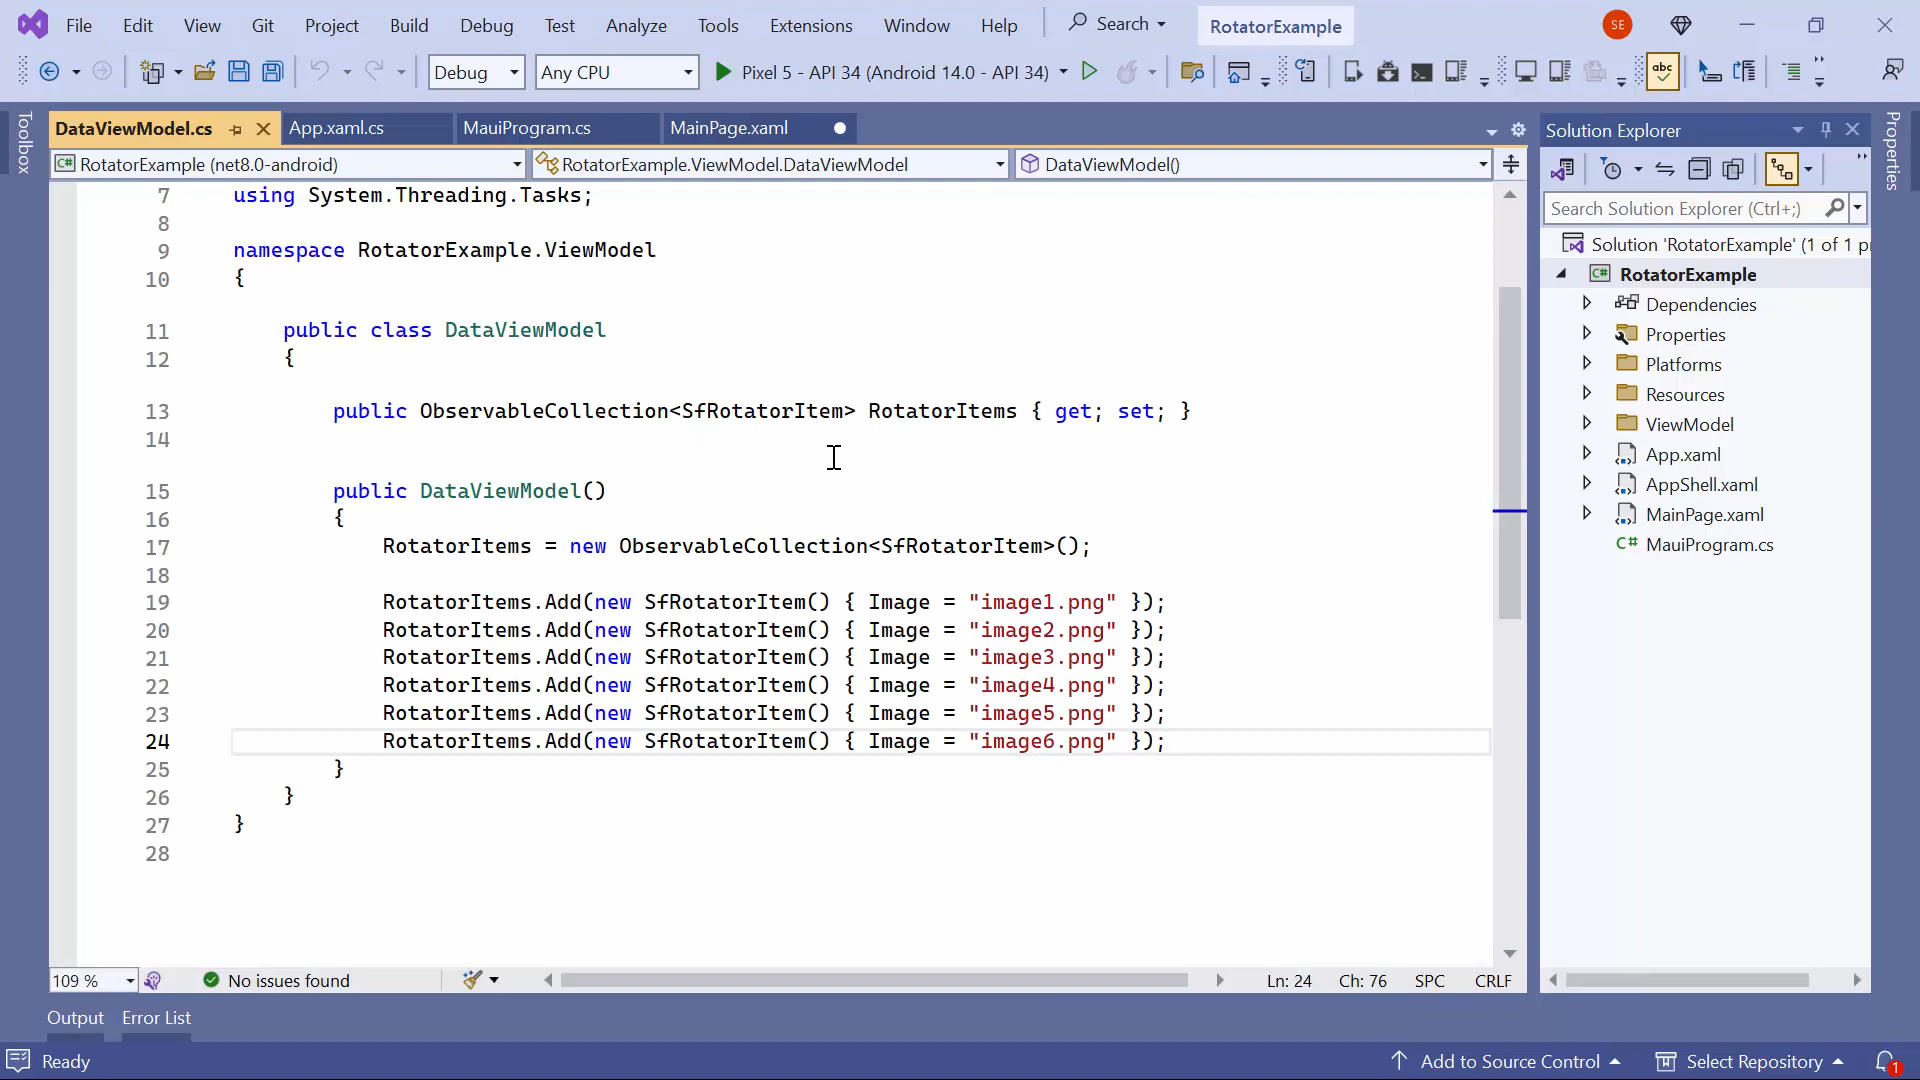 File Edit View Git Project Build Debug Test Analyze Tools Extensions Window Help Search RotatorExample SE
Debug Any CPU Pixel 5 - API 34 (Android 14.0 - API 34) abc
Toolbox
DataViewModel.cs App.xaml.cs MauiProgram.cs MainPage.xaml
RotatorExample (net8.0-android) RotatorExample.ViewModel.DataViewModel DataViewModel()
7 using System.Threading.Tasks;
8
9 namespace RotatorExample.ViewModel
10 {
11 public class DataViewModel
12 {
13 public ObservableCollection<SfRotatorItem> RotatorItems { get; set; }
14
15 public DataViewModel()
16 {
17 RotatorItems = new ObservableCollection<SfRotatorItem>();
18
19 RotatorItems.Add(new SfRotatorItem() { Image = "image1.png" });
20 RotatorItems.Add(new SfRotatorItem() { Image = "image2.png" });
21 RotatorItems.Add(new SfRotatorItem() { Image = "image3.png" });
22 RotatorItems.Add(new SfRotatorItem() { Image = "image4.png" });
23 RotatorItems.Add(new SfRotatorItem() { Image = "image5.png" });
24 RotatorItems.Add(new SfRotatorItem() { Image = "image6.png" });
25 }
26 }
27 }
28
109 % No issues found Ln: 24 Ch: 76 SPC CRLF
Solution Explorer
Search Solution Explorer (Ctrl+;)
Solution 'RotatorExample' (1 of 1 p
C# RotatorExample
Dependencies
Properties
Platforms
Resources
ViewModel
App.xaml
AppShell.xaml
MainPage.xaml
C# MauiProgram.cs
Properties
Output Error List
Ready Add to Source Control Select Repository 1